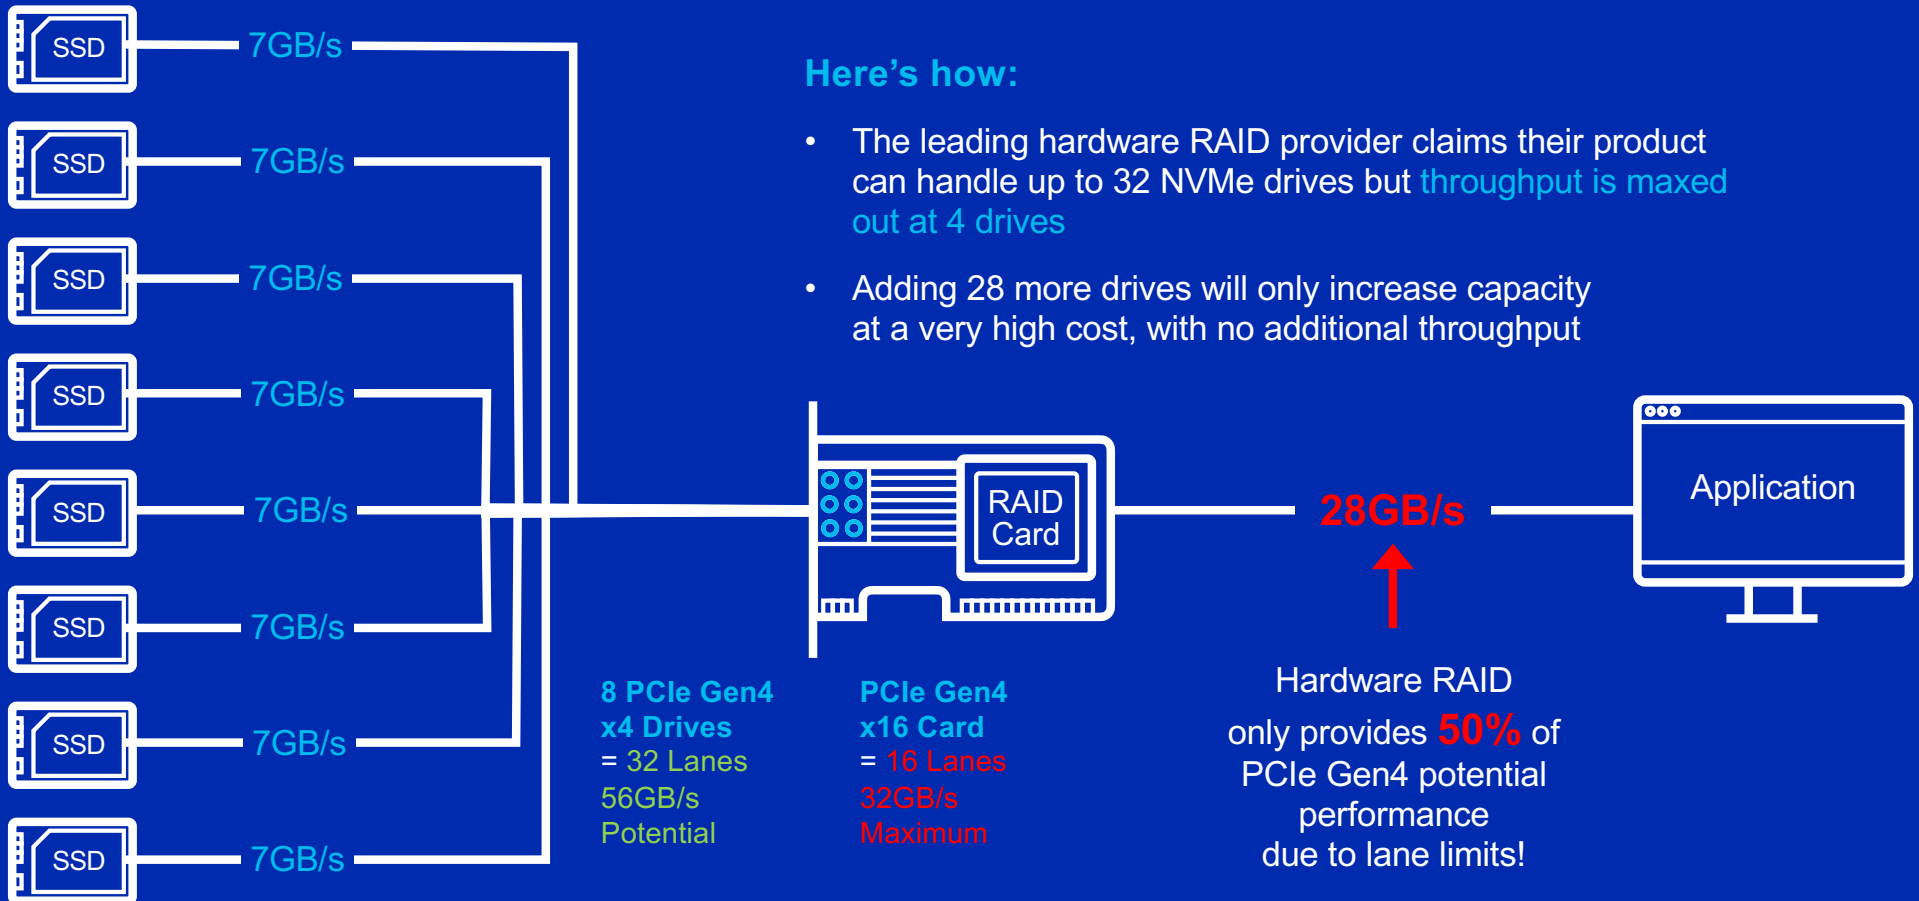 SSD
7GB/s
SSD
7GB/s
SSD
7GB/s
SSD
7GB/s
SSD
7GB/s
SSD
7GB/s
SSD
7GB/s
SSD
7GB/s
Here’s how:
• The leading hardware RAID provider claims their product
can handle up to 32 NVMe drives but throughput is maxed
out at 4 drives
• Adding 28 more drives will only increase capacity
at a very high cost, with no additional throughput
RAID
Card
28GB/s
Application
8 PCIe Gen4
x4 Drives
= 32 Lanes
56GB/s
Potential
PCIe Gen4
x16 Card
= 16 Lanes
32GB/s
Maximum
Hardware RAID
only provides 50% of
PCIe Gen4 potential
performance
due to lane limits!